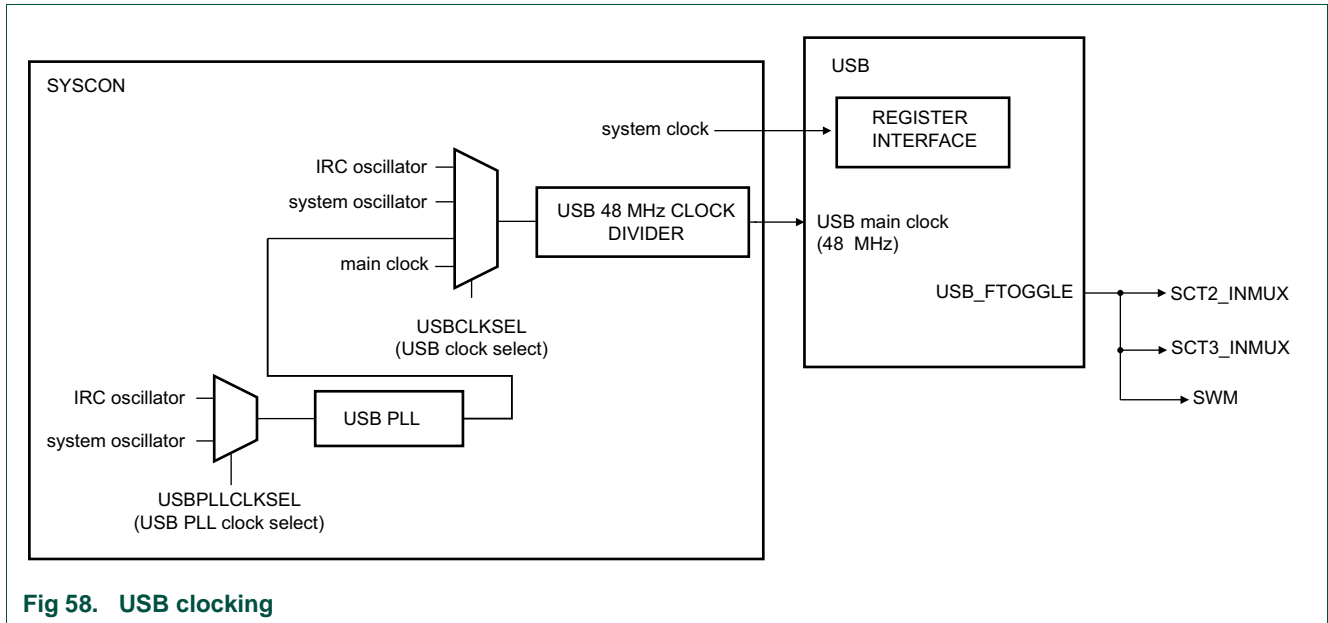 SYSCON
USB
REGISTER
INTERFACE
system clock
IRC oscillator
system oscillator
main clock
USB 48 MHz CLOCK
DIVIDER
USB main clock
(48 MHz)
USBCLKSEL
(USB clock select)
USB_FTOGGLE
SCT2_INMUX
SCT3_INMUX
SWM
IRC oscillator
system oscillator
USB PLL
USBPLLCLKSEL
(USB PLL clock select)
Fig 58. USB clocking